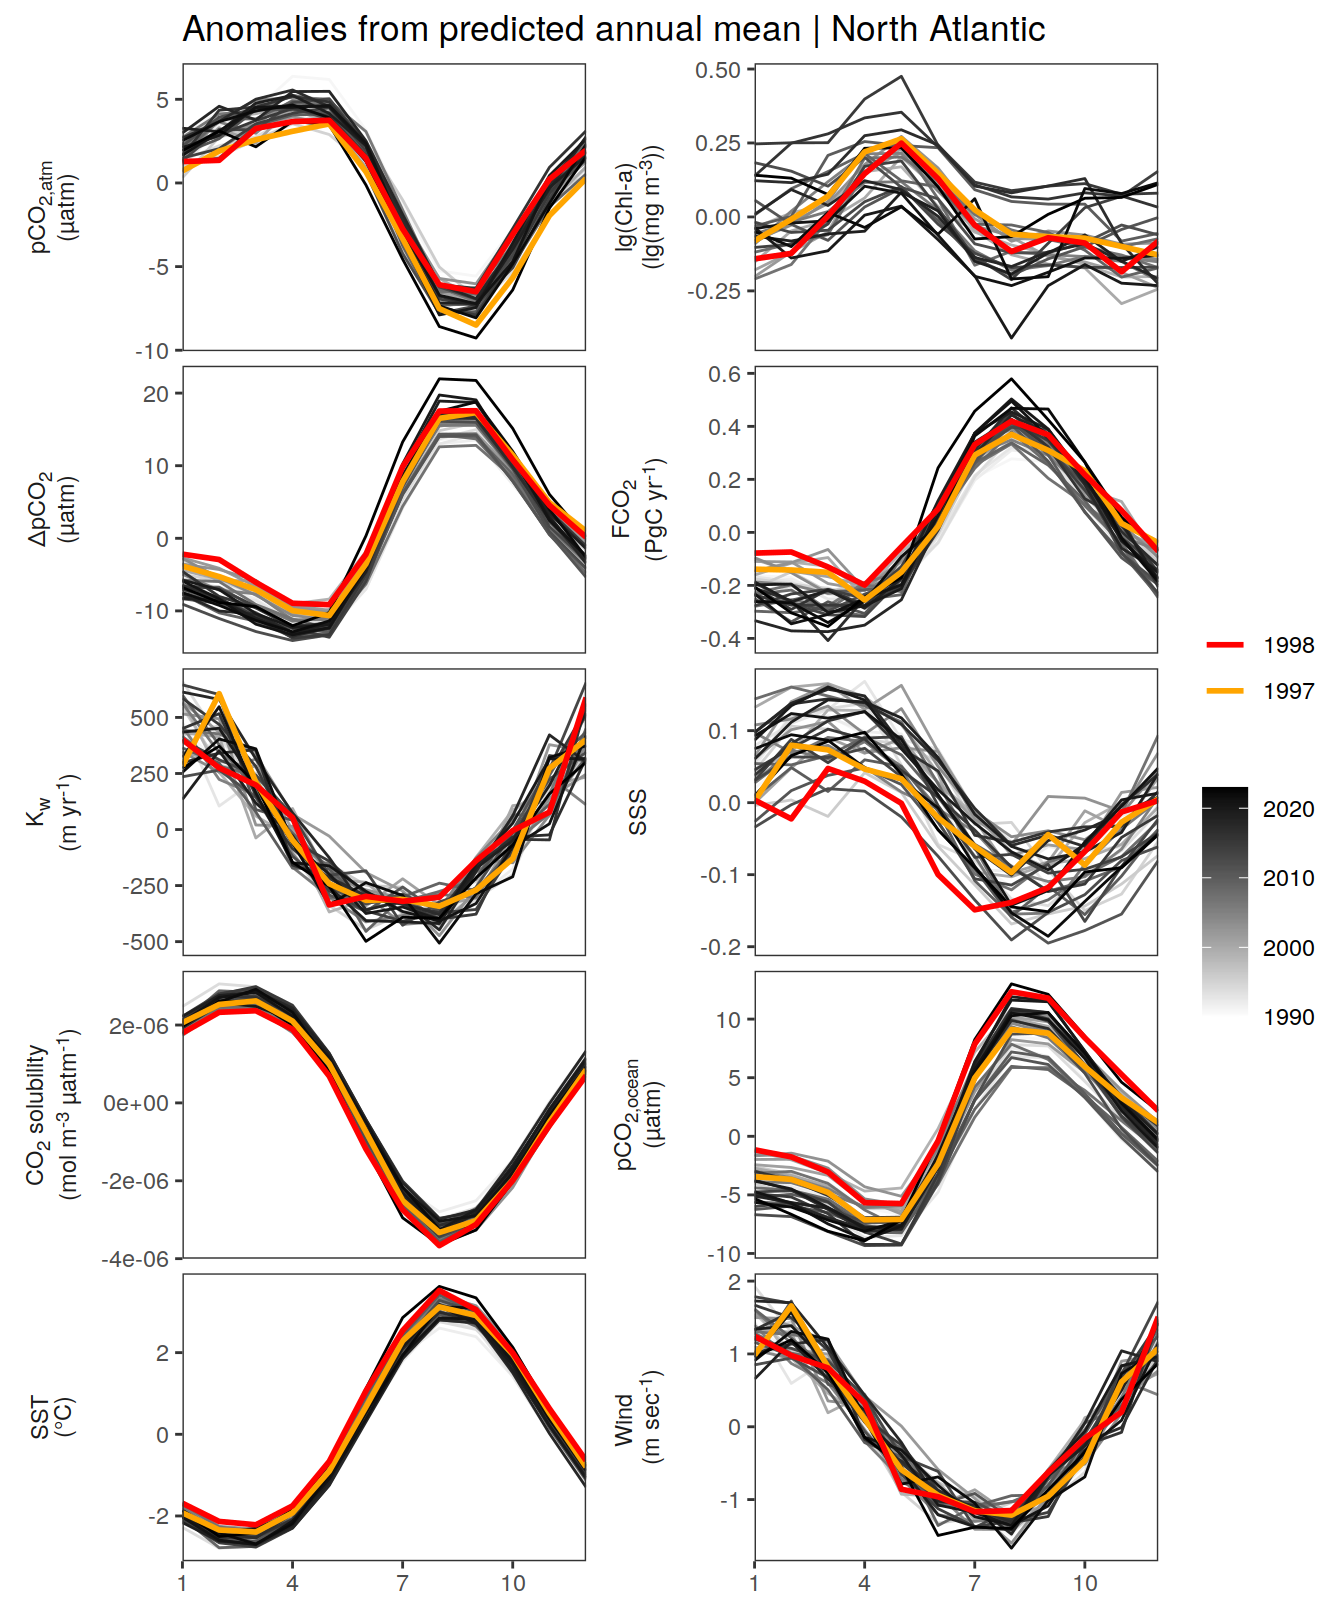 Anomalies from predicted annual mean | North Atlantic
pCO2,atm
(µatm)
5
0
-5
-10
lg(Chl-a)
(lg(mg m-3))
0.50
0.25
0.00
-0.25
ΔpCO2
(µatm)
20
10
0
-10
FCO2
(PgC yr-1)
0.6
0.4
0.2
0.0
-0.2
-0.4
Kw
(m yr-1)
500
250
0
-250
-500
SSS
0.1
0.0
-0.1
-0.2
CO2 solubility
(mol m-3 µatm-1)
2e-06
0e+00
-2e-06
-4e-06
pCO2,ocean
(µatm)
10
5
0
-5
-10
SST
(°C)
2
0
-2
1 4 7 10
Wind
(m sec-1)
2
1
0
-1
1 4 7 10
1998
1997
2020
2010
2000
1990